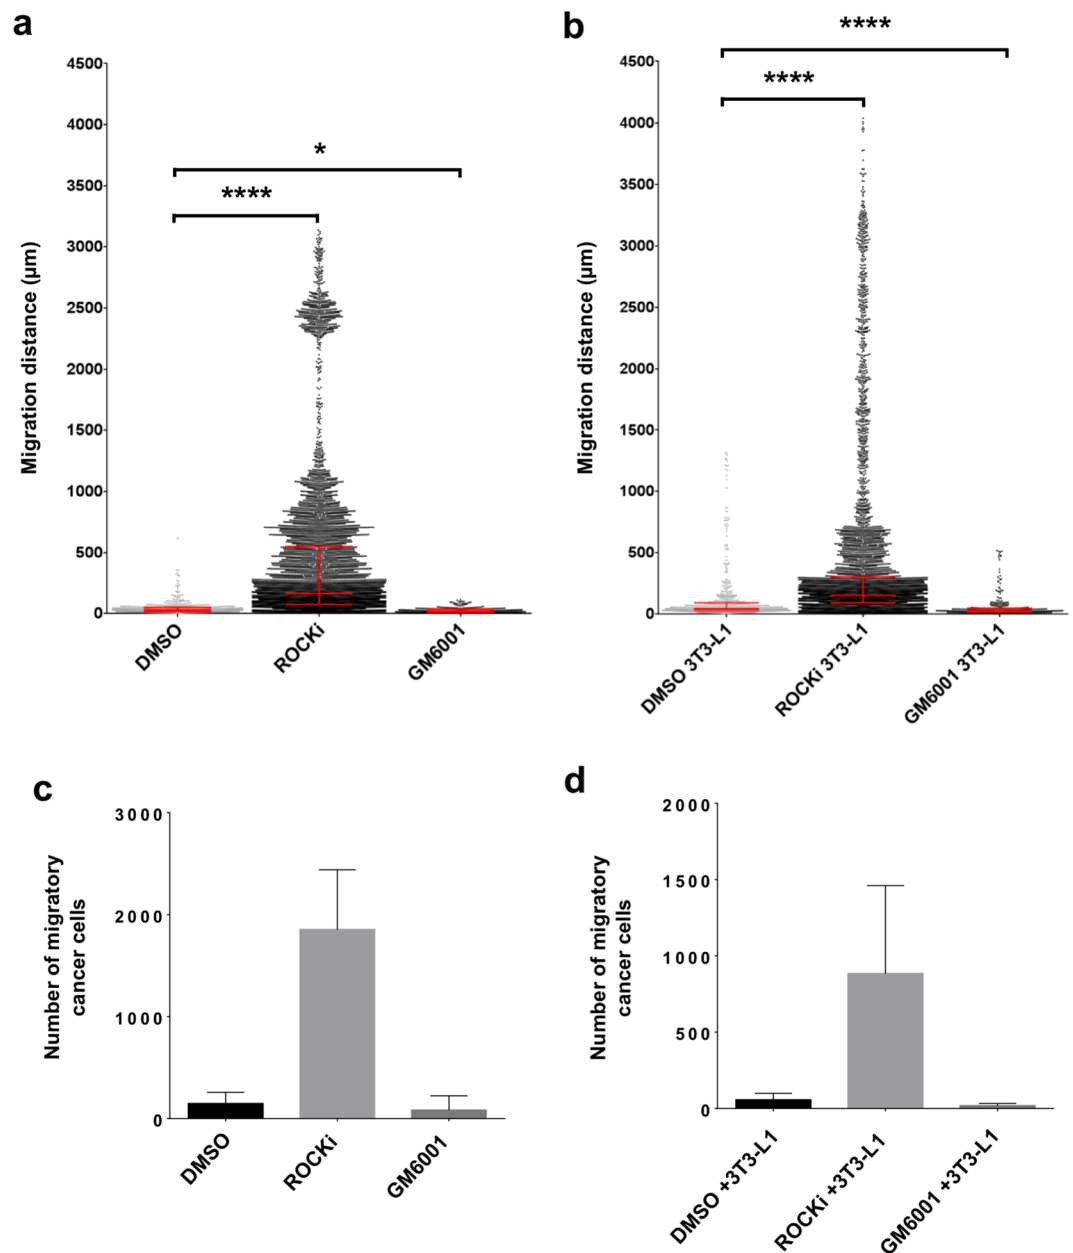 a
****
*
4500
4000
3500
3000
2500
2000
1500
1000
500
0
Migration distance (µm)
DMSO
ROCKi
GM6001
b
****
****
4500
4000
3500
3000
2500
2000
1500
1000
500
0
Migration distance (µm)
DMSO 3T3-L1
ROCKi 3T3-L1
GM6001 3T3-L1
c
3000
2000
1000
0
Number of migratory
cancer cells
DMSO
ROCKi
GM6001
d
2000
1500
1000
500
0
Number of migratory
cancer cells
DMSO +3T3-L1
ROCKi +3T3-L1
GM6001 +3T3-L1